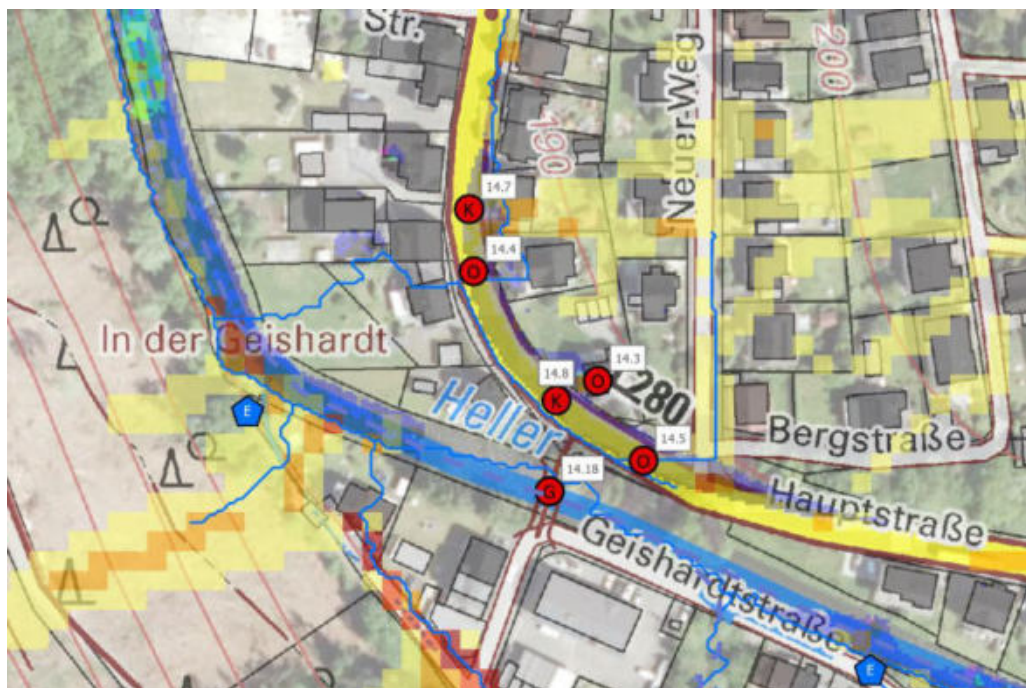 Str.
Neuer-Weg
200
190
14.7
K
14.4
O
In der Geishardt
14.3
O
14.8
K
280
Heller
14.5
O
Bergstraße
14.18
G
E
Hauptstraße
Geishardtstraße
E